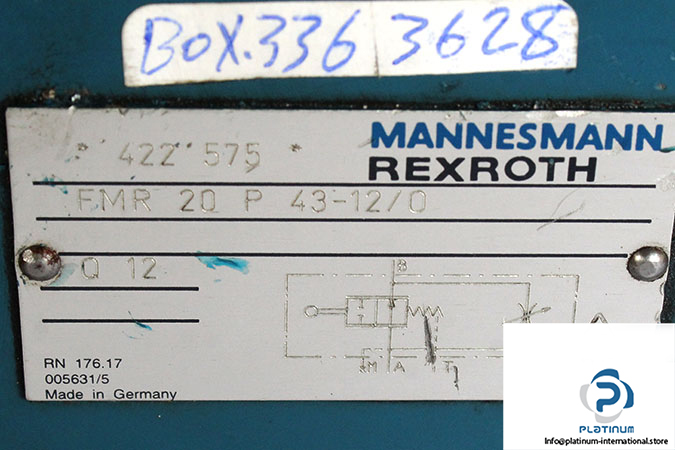 BOX.336 3628
* 422 575 *
MANNESMANN
REXROTH
FMR 20 P 43-12/0
Q 12
B
M A T
RN 176.17
005631/5
Made in Germany
PLATINUM
Info@platinum-international.store